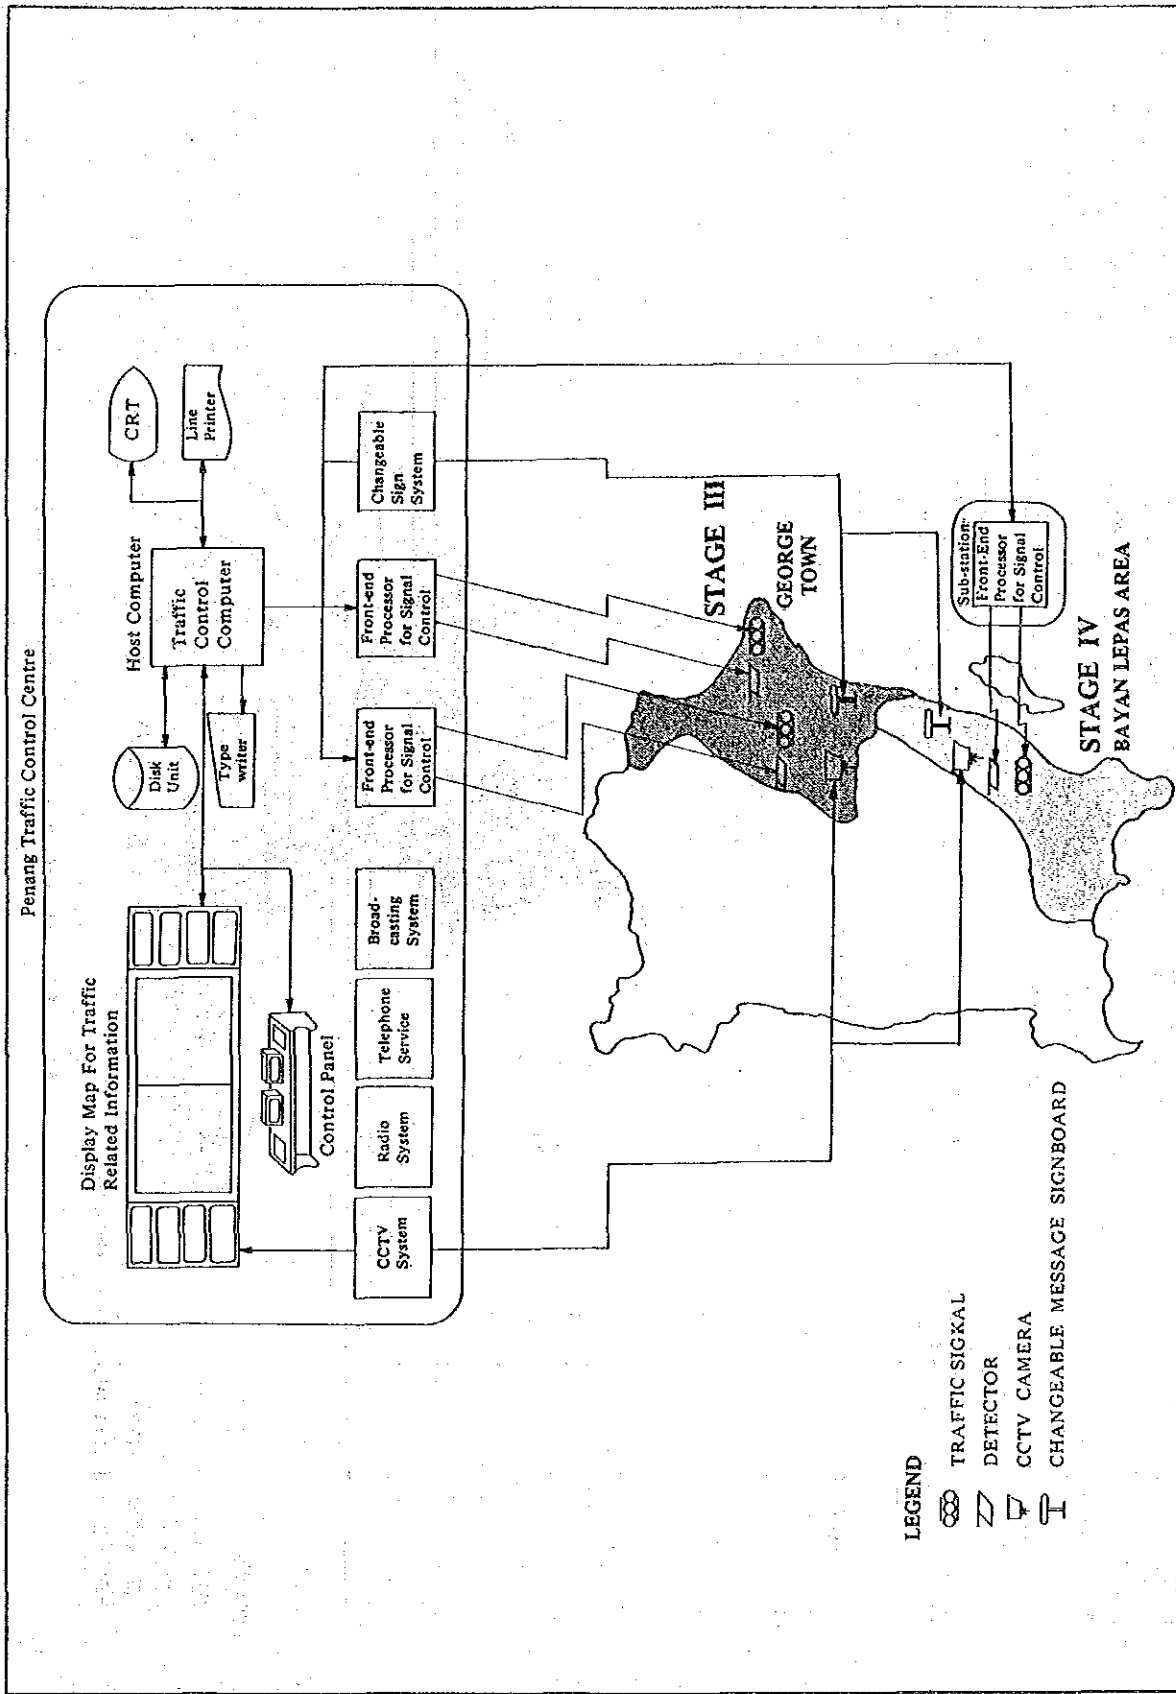 Penang Traffic Control Centre
Display Map For Traffic
Related Information
Host Computer
CRT
Line
Printer
Disk
Unit
Type
writer
Traffic
Control
Computer
Control Panel
CCTV
System
Radio
System
Telephone
Service
Broad-
casting
System
Front-end
Processor
for Signal
Control
Front-end
Processor
for Signal
Control
Changeable
Sign
System
STAGE III
GEORGE
TOWN
Sub-station
Front-End
Processor
for Signal
Control
STAGE IV
BAYAN LEPAS AREA
LEGEND
TRAFFIC SIGKAL
DETECTOR
CCTV CAMERA
CHANGEABLE MESSAGE SIGNBOARD